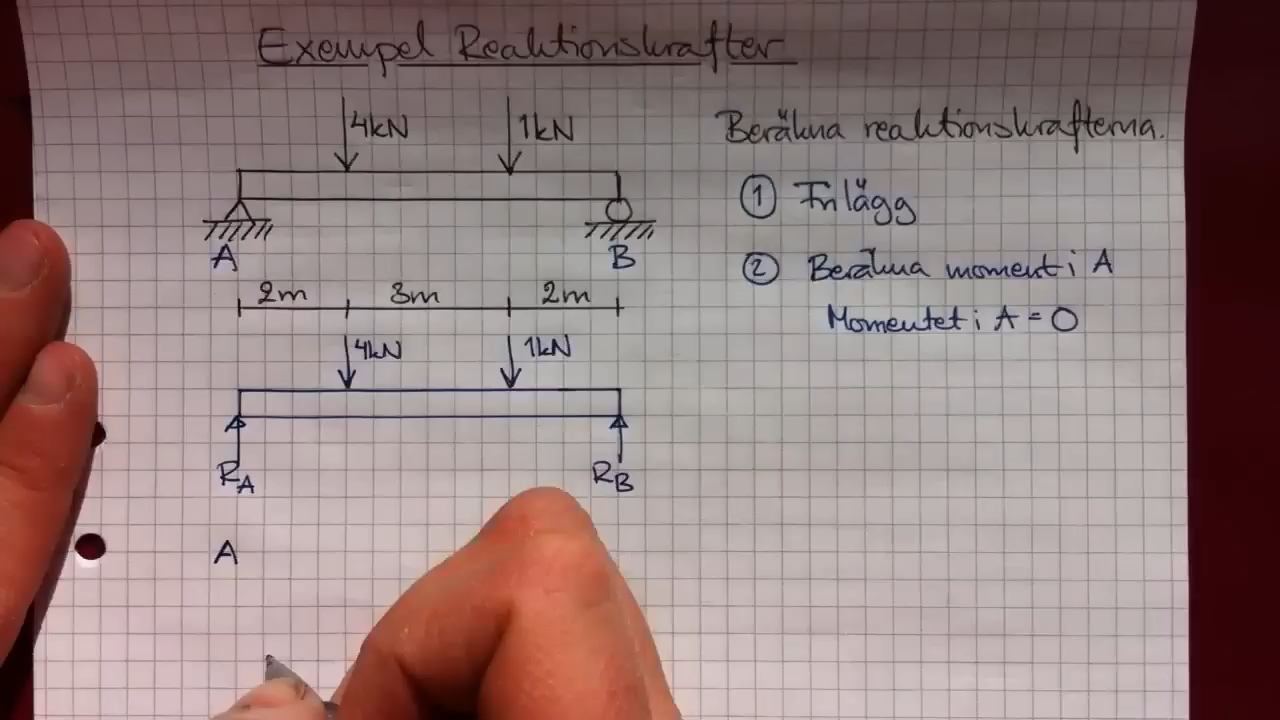 Exempel Reaktionskrafter
4kN 1kN
A B
2m 3m 2m
4kN 1kN
RA RB
A
Beräkna reaktionskrafterna.
① Frilägg
② Beräkna moment i A
Momentet i A = 0